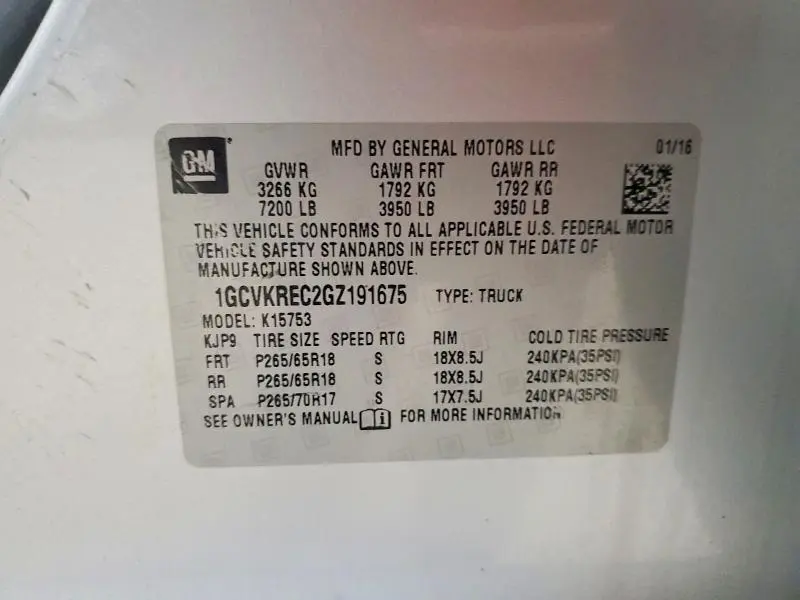 GM
MFD BY GENERAL MOTORS LLC 01/16
GVWR GAWR FRT GAWR RR
3266 KG 1792 KG 1792 KG
7200 LB 3950 LB 3950 LB
THIS VEHICLE CONFORMS TO ALL APPLICABLE U.S. FEDERAL MOTOR
VEHICLE SAFETY STANDARDS IN EFFECT ON THE DATE OF
MANUFACTURE SHOWN ABOVE.
1GCVKREC2GZ191675 TYPE: TRUCK
MODEL: K15753
KJP9 TIRE SIZE SPEED RTG RIM COLD TIRE PRESSURE
FRT P265/65R18 S 18X8.5J 240KPA(35PSI)
RR P265/65R18 S 18X8.5J 240KPA(35PSI)
SPA P265/70R17 S 17X7.5J 240KPA(35PSI)
SEE OWNER'S MANUAL i FOR MORE INFORMATION